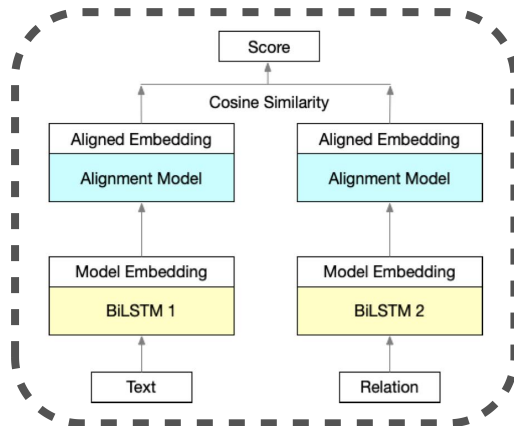 Score
Cosine Similarity
Aligned Embedding Aligned Embedding
Alignment Model Alignment Model
Model Embedding Model Embedding
BiLSTM 1 BiLSTM 2
Text Relation